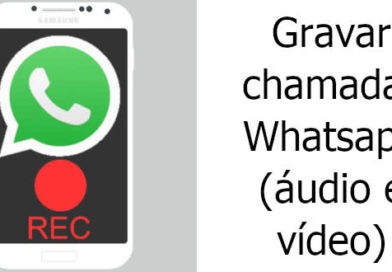 SAMSUNG
REC
Gravar
chamada
Whatsap
(áudio e
vídeo)